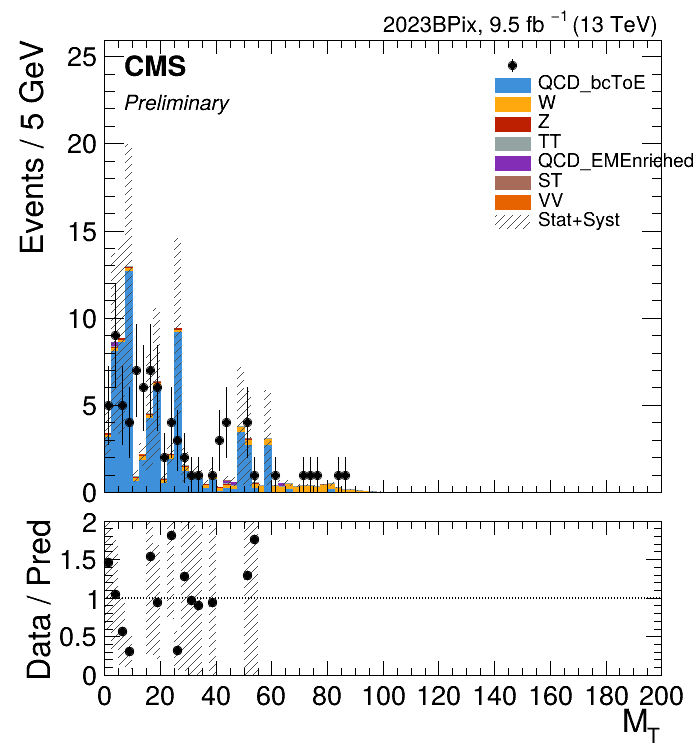 2023BPix, 9.5 fb⁻¹ (13 TeV)
Events / 5 GeV
25
20
15
10
5
0
CMS
Preliminary
QCD_bcToE
W
Z
TT
QCD_EMEnriehed
ST
VV
Stat+Syst
Data / Pred
2
1.5
1
0.5
0
0 20 40 60 80 100 120 140 160 180 200
M_T